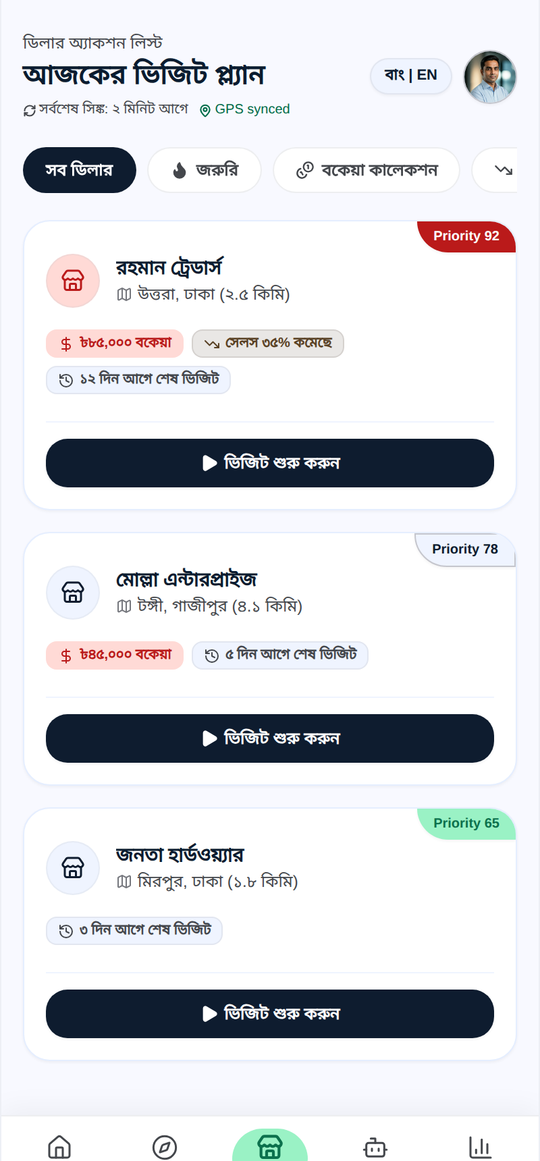 ডিলার অ্যাকশন লিস্ট
আজকের ভিজিট প্ল্যান
বাং | EN
সর্বশেষ সিঙ্ক: ২ মিনিট আগে GPS synced
সব ডিলার জরুরি বকেয়া কালেকশন
Priority 92
রহমান ট্রেডার্স
উত্তরা, ঢাকা (২.৫ কিমি)
৳৮৫,০০০ বকেয়া সেলস ৩৫% কমেছে
১২ দিন আগে শেষ ভিজিট
ভিজিট শুরু করুন
Priority 78
মোল্লা এন্টারপ্রাইজ
টঙ্গী, গাজীপুর (৪.১ কিমি)
৳৪৫,০০০ বকেয়া ৫ দিন আগে শেষ ভিজিট
ভিজিট শুরু করুন
Priority 65
জনতা হার্ডওয়্যার
মিরপুর, ঢাকা (১.৮ কিমি)
৩ দিন আগে শেষ ভিজিট
ভিজিট শুরু করুন